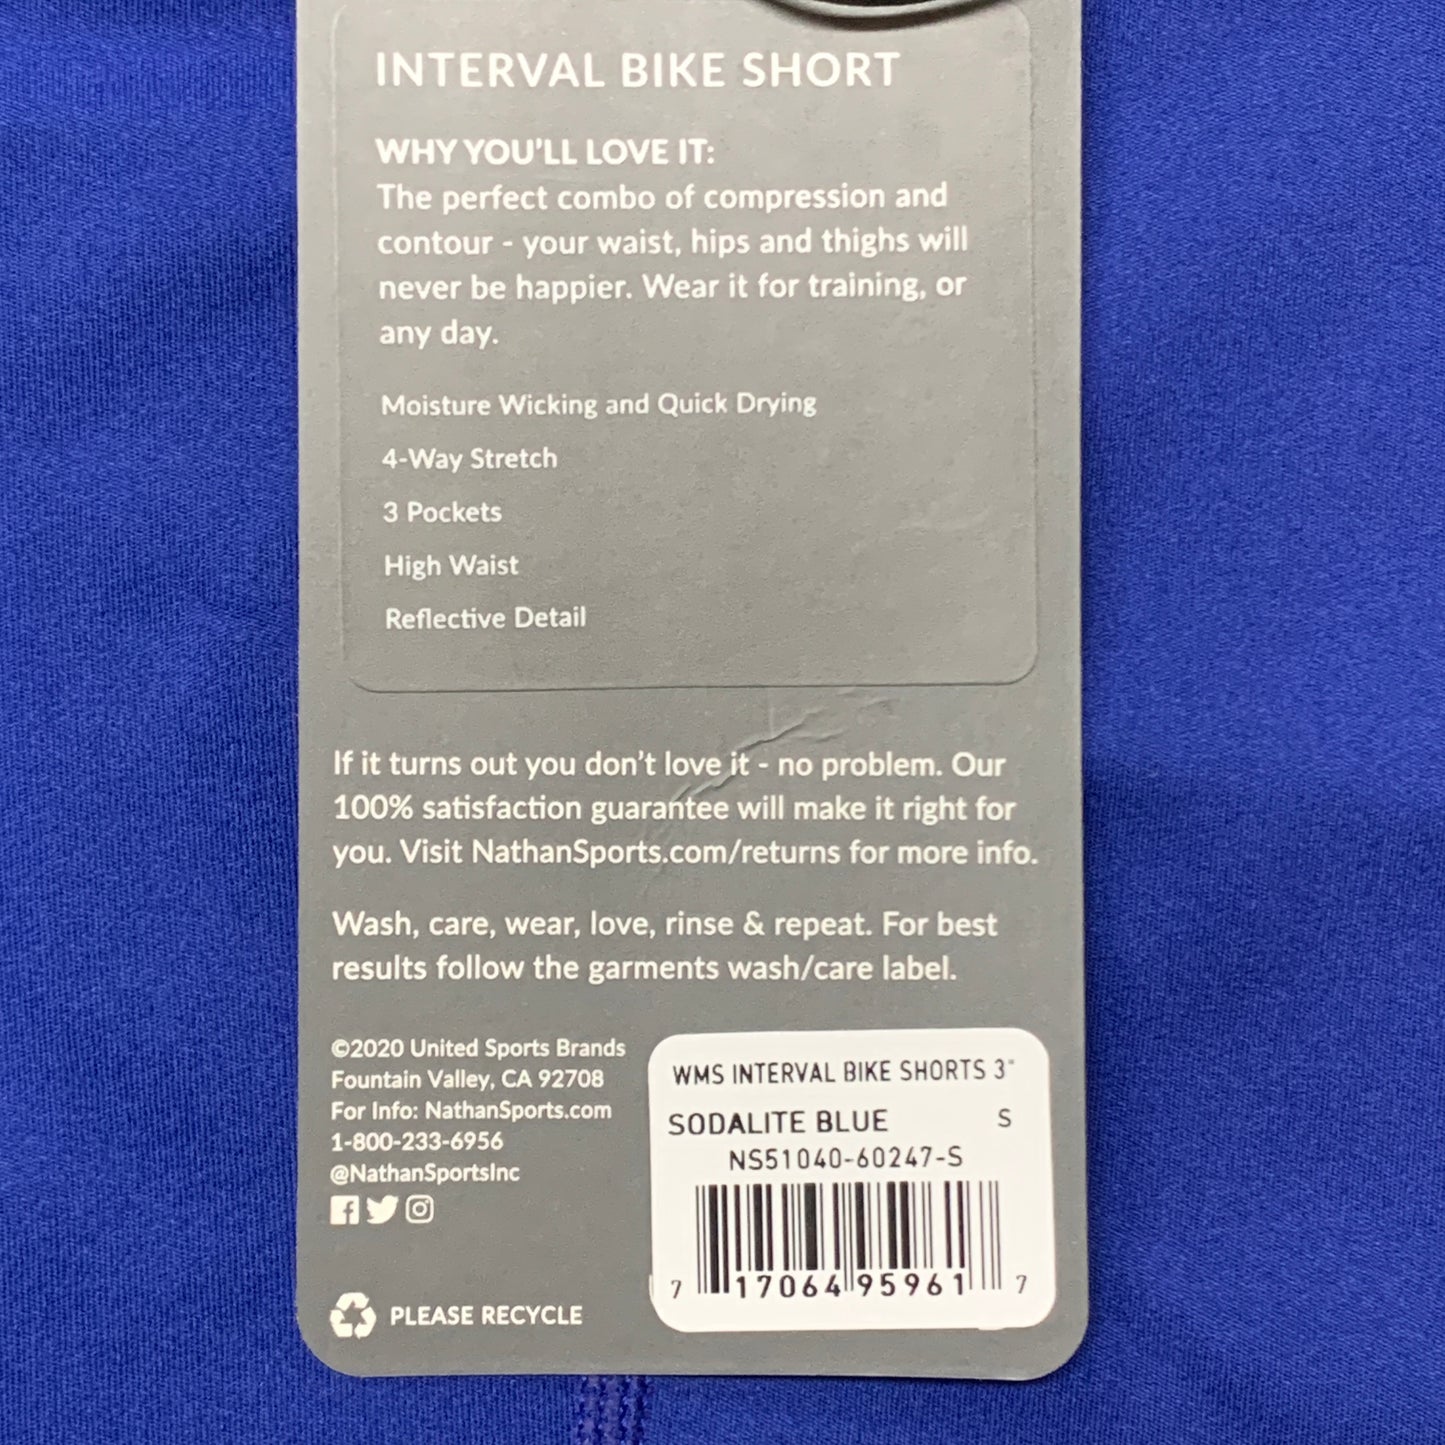 INTERVAL BIKE SHORT
WHY YOU'LL LOVE IT:
The perfect combo of compression and
contour - your waist, hips and thighs will
never be happier. Wear it for training, or
any day.
Moisture Wicking and Quick Drying
4-Way Stretch
3 Pockets
High Waist
Reflective Detail
If it turns out you don't love it - no problem. Our
100% satisfaction guarantee will make it right for
you. Visit NathanSports.com/returns for more info.
Wash, care, wear, love, rinse & repeat. For best
results follow the garments wash/care label.
©2020 United Sports Brands
Fountain Valley, CA 92708
For Info: NathanSports.com
1-800-233-6956
@NathanSportsInc
PLEASE RECYCLE
WMS INTERVAL BIKE SHORTS 3"
SODALITE BLUE S
NS51040-60247-S
7 17064 95961 7